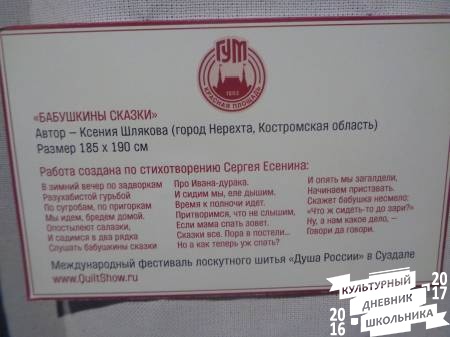 ГУМ
1893
КРАСНАЯ ПЛОЩАДЬ
«БАБУШКИНЫ СКАЗКИ»
Автор – Ксения Шлякова (город Нерехта, Костромская область)
Размер 185 х 190 см
Работа создана по стихотворению Сергея Есенина:
В зимний вечер по задворкам
Разухабистой гурьбой
По сугробам, по пригоркам
Мы идем, бредем домой.
Опостылеют салазки,
И садимся в два рядка
Слушать бабушкины сказки
Про Ивана-дурака.
И сидим мы, еле дышим.
Время к полночи идет.
Притворимся, что не слышим,
Если мама спать зовет.
Сказки все. Пора в постели...
Но а как теперь уж спать?
И опять мы загалдели,
Начинаем приставать.
Скажет бабушка несмело:
«Что ж сидеть-то до зари?»
Ну, а нам какое дело, –
Говори да говори.
Международный фестиваль лоскутного шитья «Душа России» в Суздале
www.QuiltShow.ru
КУЛЬТУРНЫЙ
ДНЕВНИК
ШКОЛЬНИКА
2016
2017